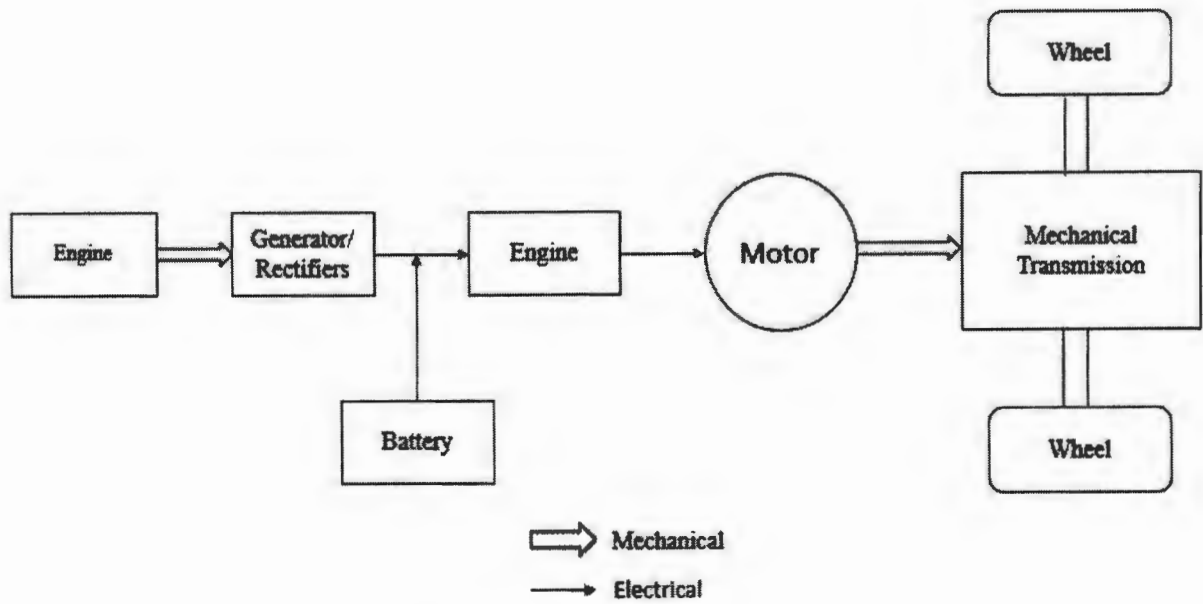 Wheel
Engine
Generator/
Rectifiers
Engine
Motor
Mechanical
Transmission
Battery
Wheel
Mechanical
Electrical